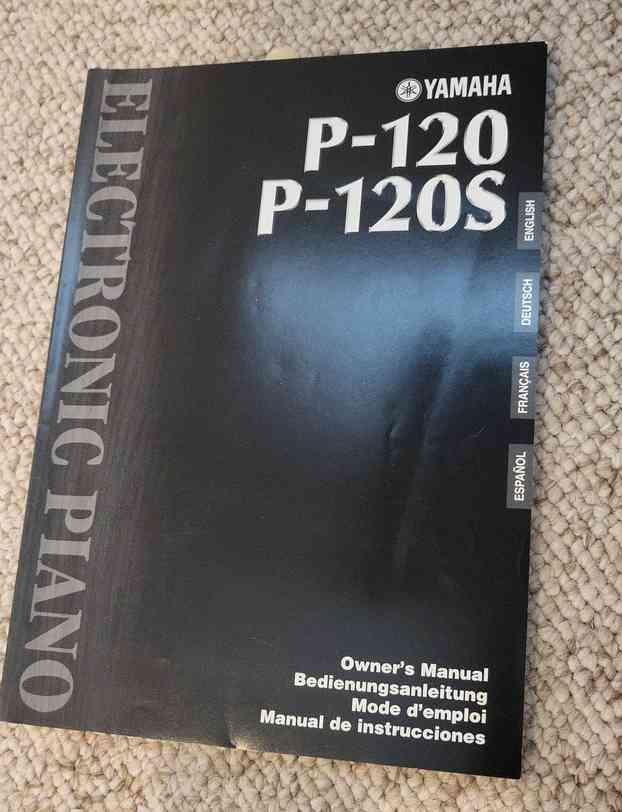 YAMAHA
P-120
P-120S
ELECTRONIC PIANO
ENGLISH
DEUTSCH
FRANÇAIS
ESPAÑOL
Owner's Manual
Bedienungsanleitung
Mode d'emploi
Manual de instrucciones